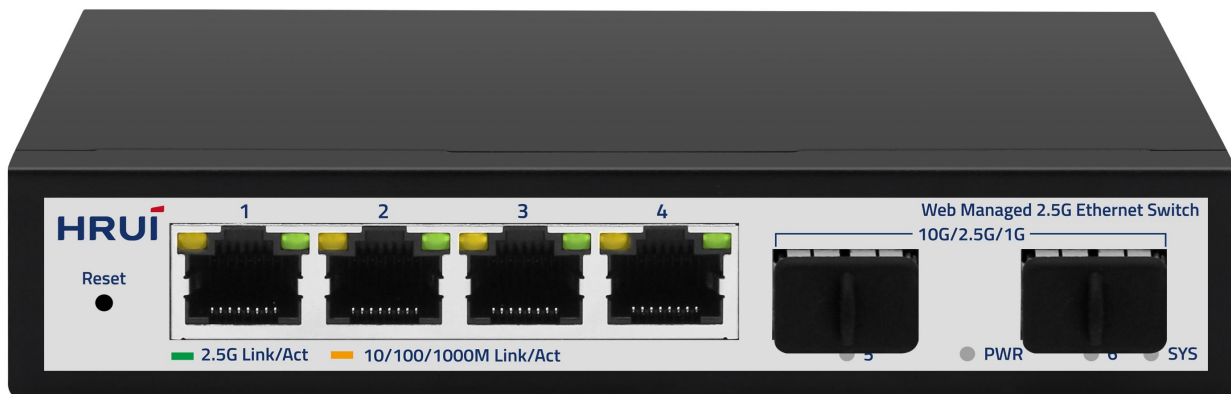 HRUÍ
1 2 3 4
Web Managed 2.5G Ethernet Switch
10G/2.5G/1G
Reset
2.5G Link/Act 10/100/1000M Link/Act
5 PWR 6 SYS